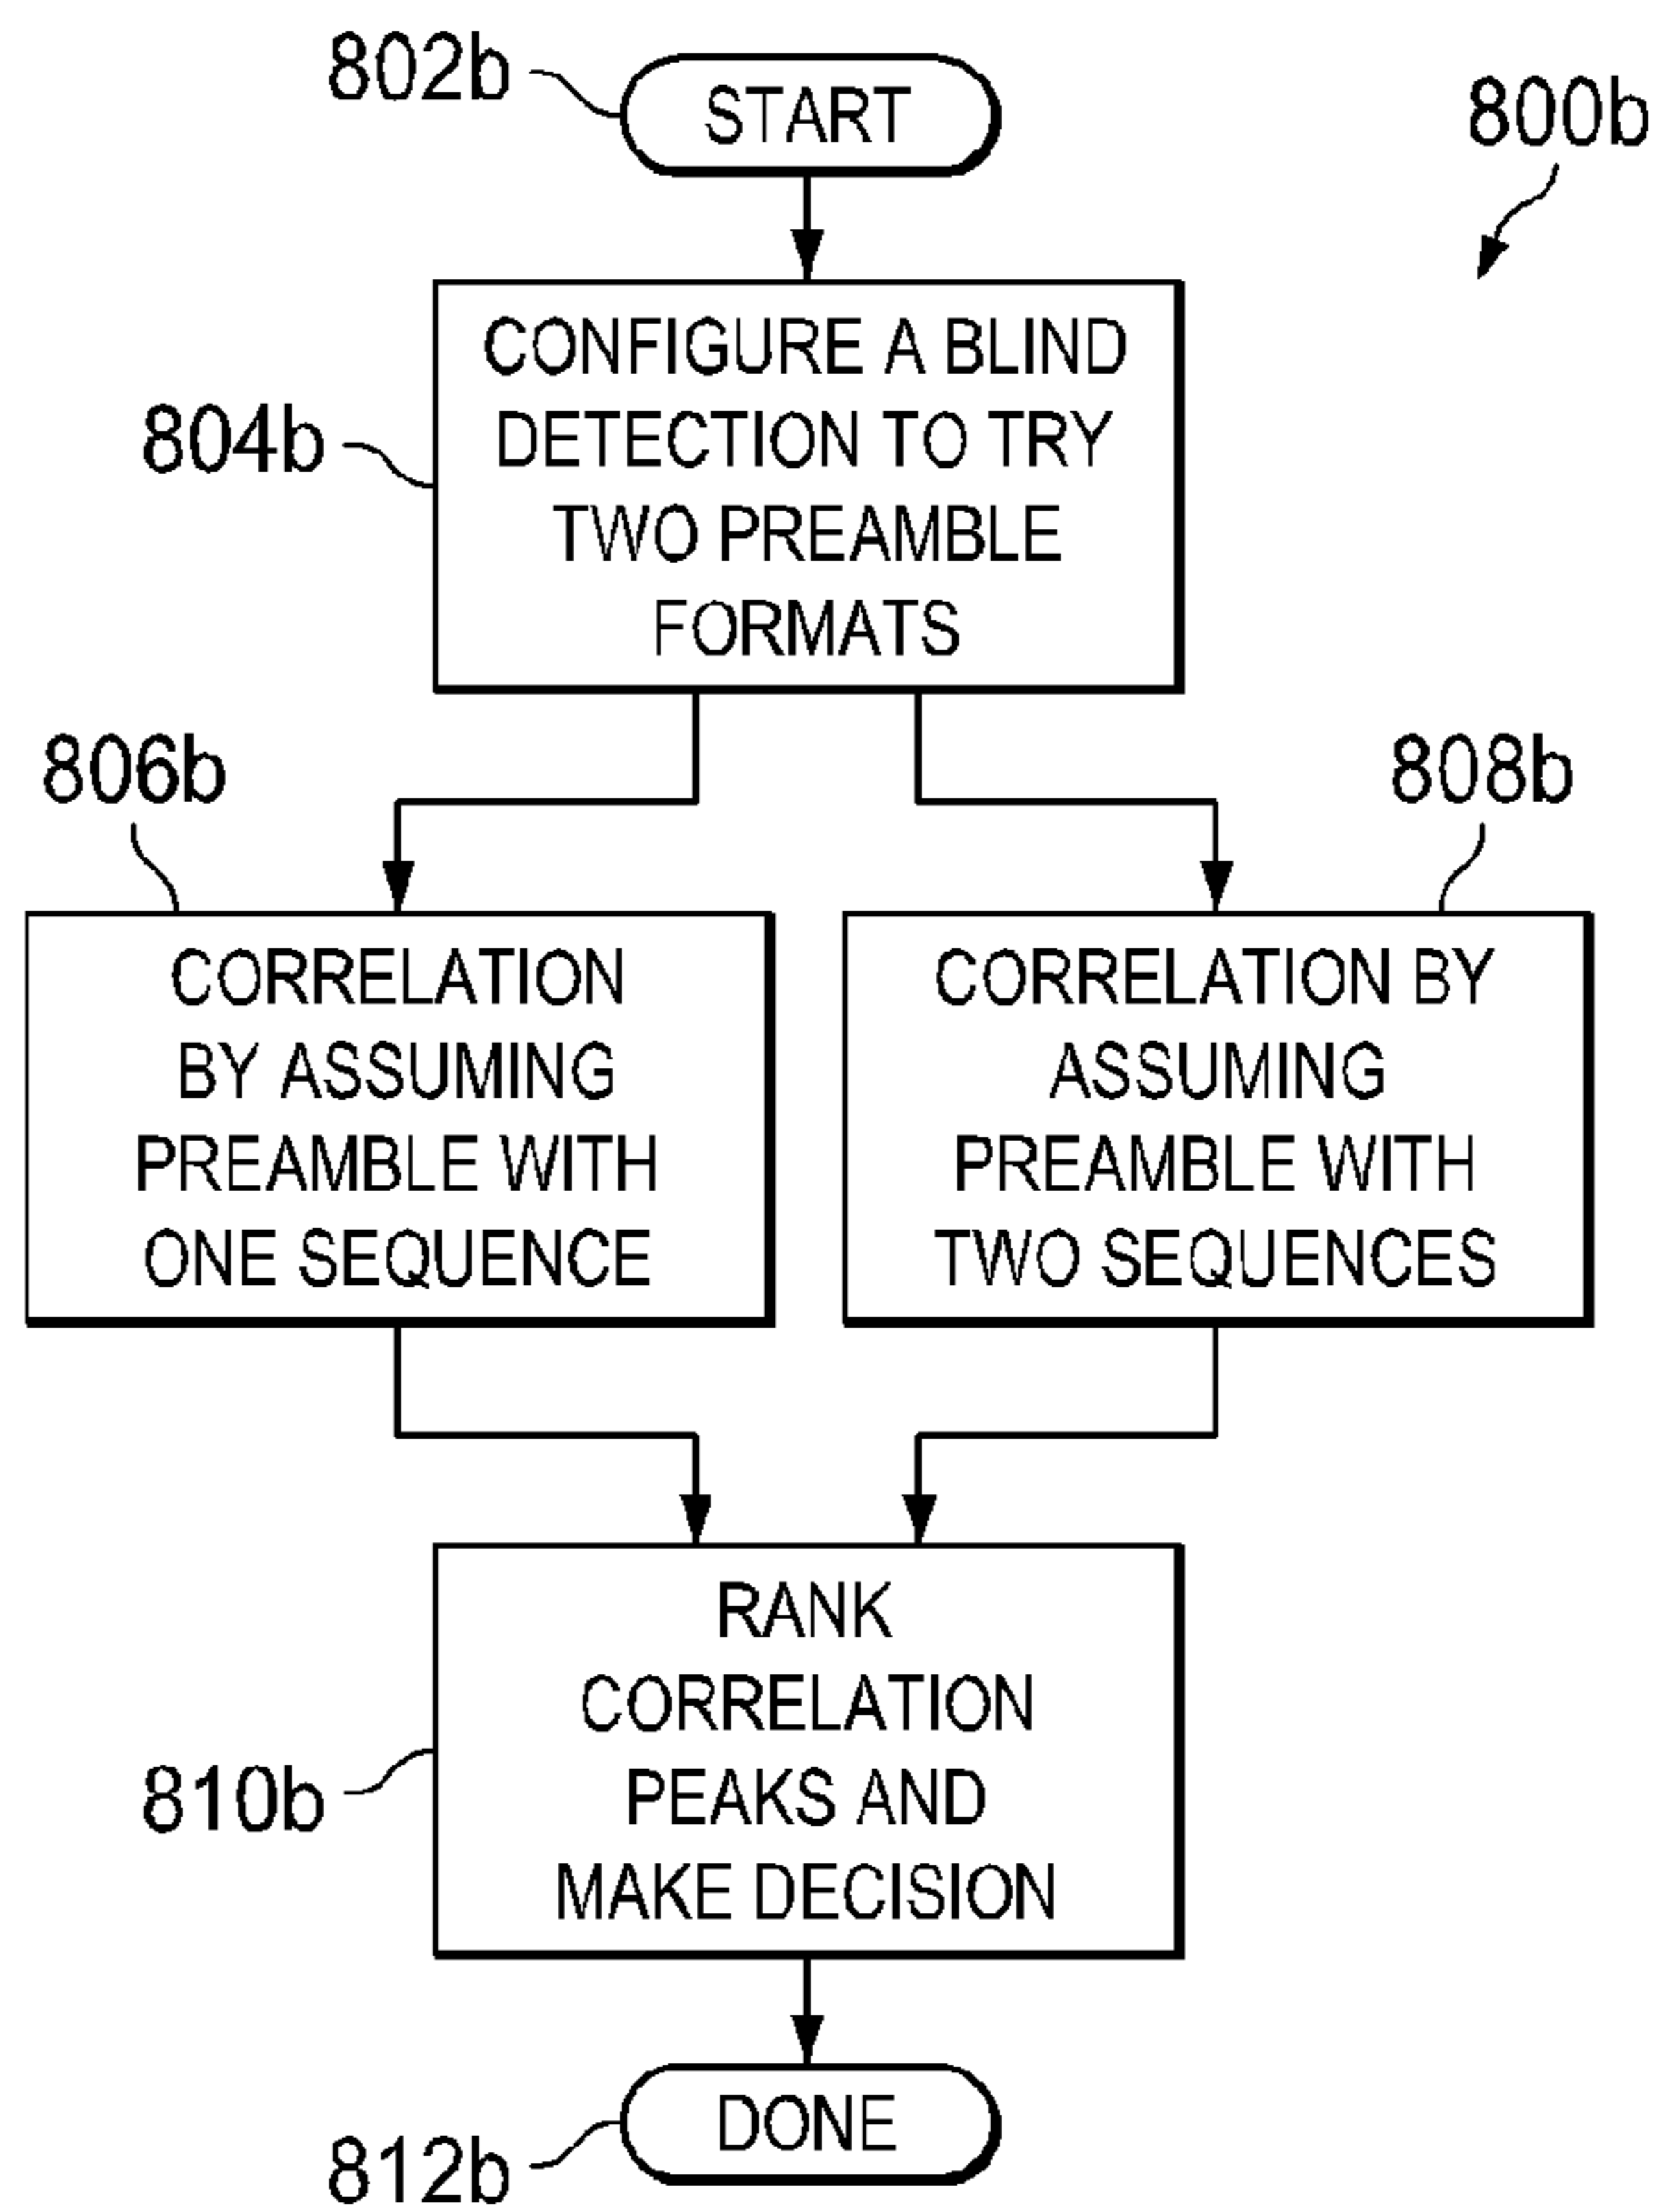 802b
START
800b
CONFIGURE A BLIND
DETECTION TO TRY
TWO PREAMBLE
FORMATS
804b
806b
808b
CORRELATION
BY ASSUMING
PREAMBLE WITH
ONE SEQUENCE
CORRELATION BY
ASSUMING
PREAMBLE WITH
TWO SEQUENCES
RANK
CORRELATION
PEAKS AND
MAKE DECISION
810b
DONE
812b